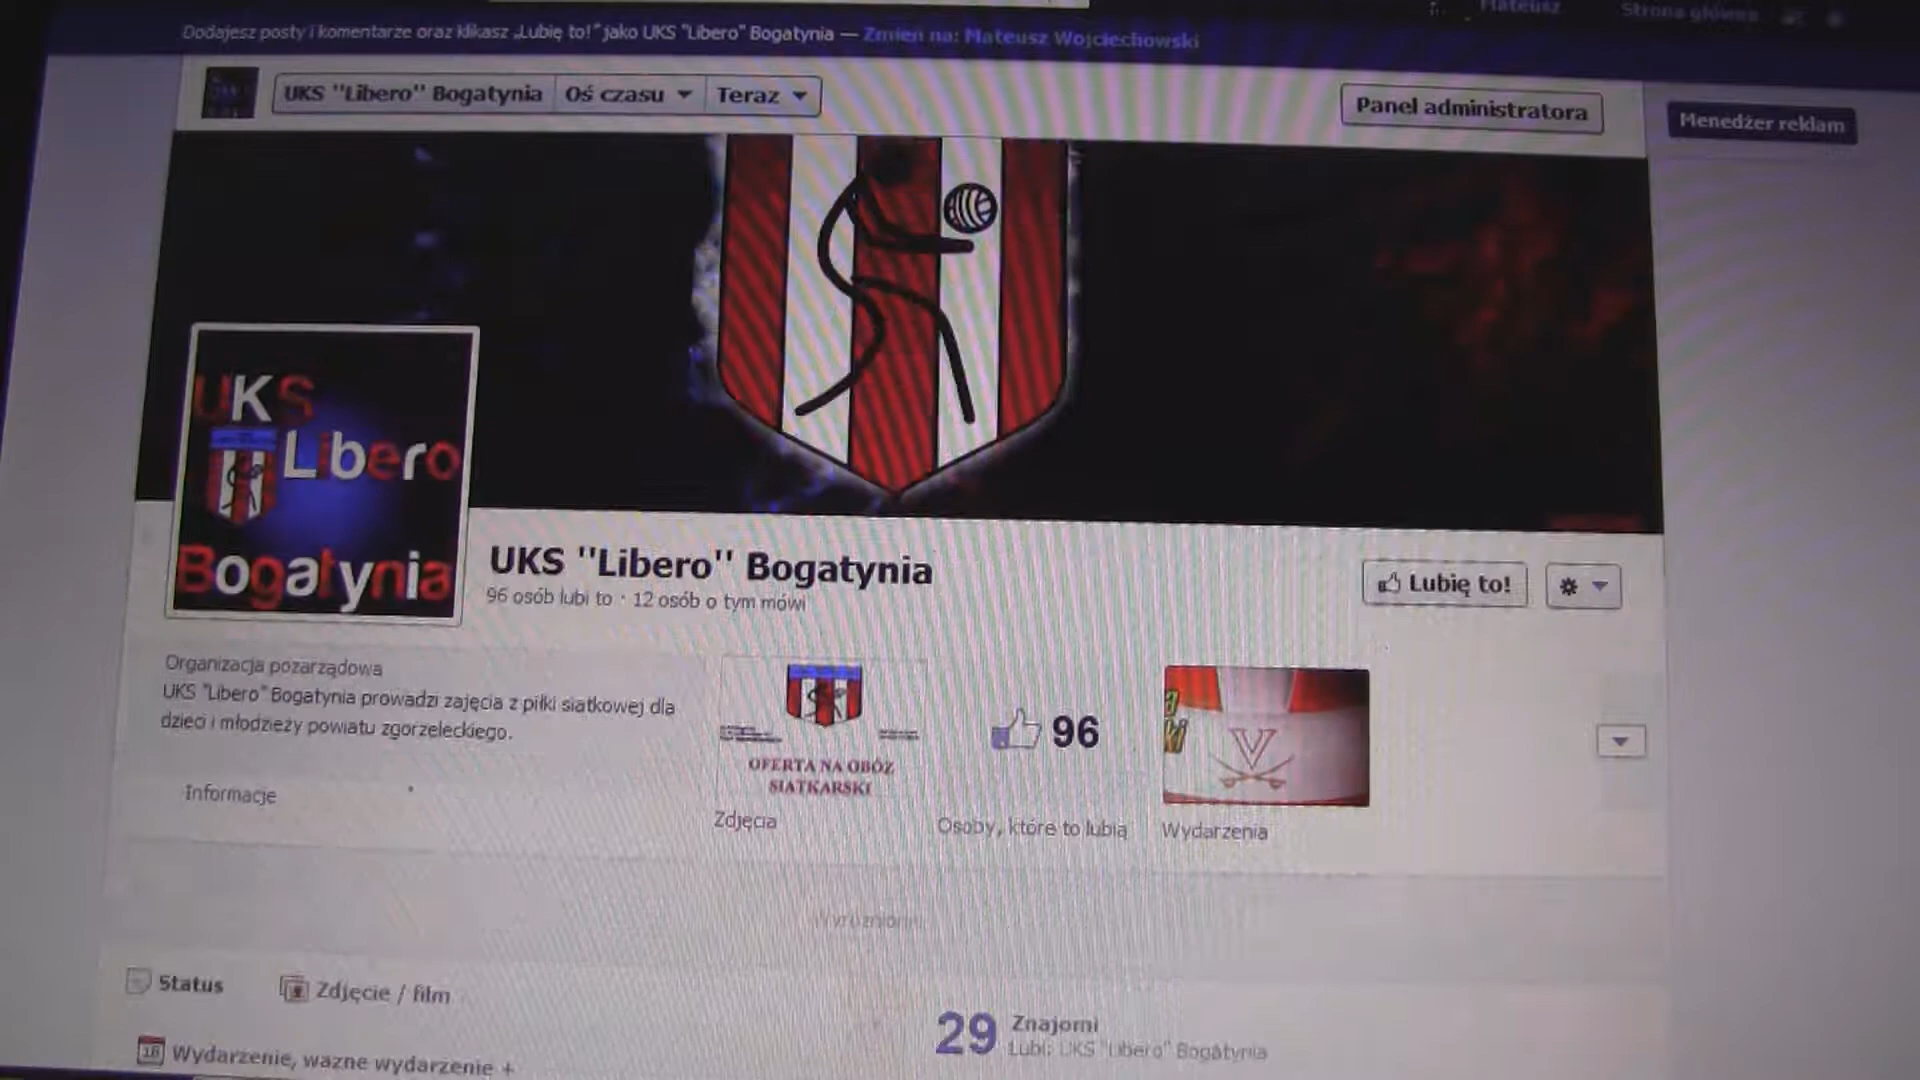 Mateusz Strona główna
Dodajesz posty i komentarze oraz klikasz „Lubię to!” jako UKS "Libero" Bogatynia — Zmień na: Mateusz Wojciechowski
UKS "Libero" Bogatynia Oś czasu Teraz
Panel administratora
Menedżer reklam
UKS
Libero
Bogatynia
UKS "Libero" Bogatynia
96 osób lubi to · 12 osób o tym mówi
Lubię to!
Organizacja pozarządowa
UKS "Libero" Bogatynia prowadzi zajęcia z piłki siatkowej dla
dzieci i młodzieży powiatu zgorzeleckiego.
Informacje
OFERTA NA OBÓZ
SIATKARSKI
Zdjęcia
96
Osoby, które to lubią
V
Wydarzenia
Status
Zdjęcie / film
16 Wydarzenie, ważne wydarzenie +
29 Znajomi
Lubi: UKS "Libero" Bogatynia